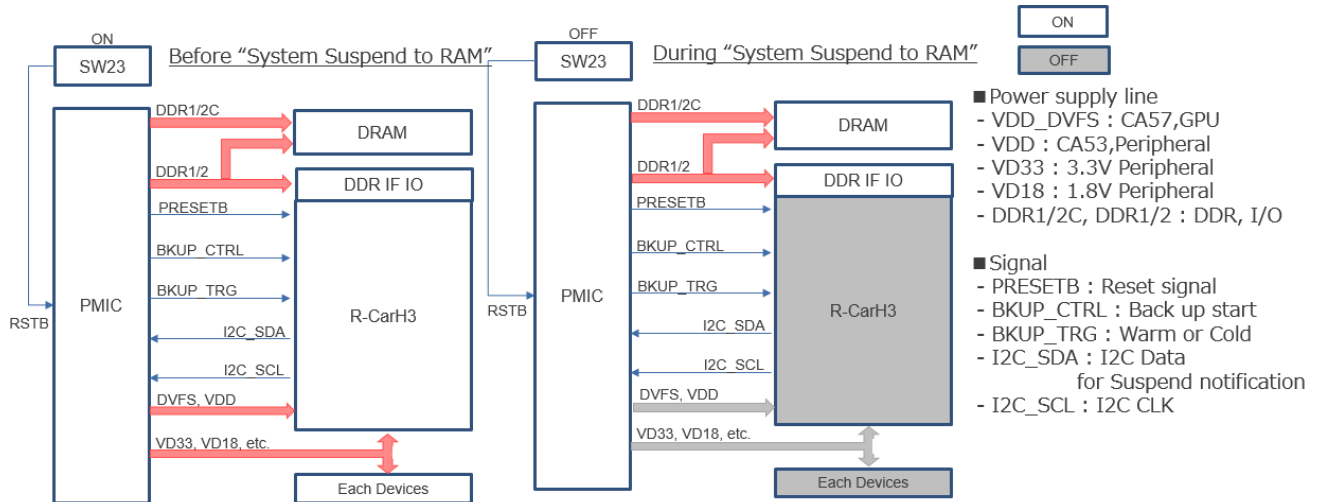 ON
SW23
Before “System Suspend to RAM”
DDR1/2C
DRAM
DDR1/2
DDR IF IO
PRESETB
BKUP_CTRL
BKUP_TRG
PMIC
RSTB
R-CarH3
I2C_SDA
I2C_SCL
DVFS, VDD
VD33, VD18, etc.
Each Devices
OFF
SW23
During “System Suspend to RAM”
DDR1/2C
DRAM
DDR1/2
DDR IF IO
PRESETB
BKUP_CTRL
BKUP_TRG
PMIC
RSTB
R-CarH3
I2C_SDA
I2C_SCL
DVFS, VDD
VD33, VD18, etc.
Each Devices
ON
OFF
■Power supply line
- VDD_DVFS : CA57,GPU
- VDD : CA53,Peripheral
- VD33 : 3.3V Peripheral
- VD18 : 1.8V Peripheral
- DDR1/2C, DDR1/2 : DDR, I/O
■Signal
- PRESETB : Reset signal
- BKUP_CTRL : Back up start
- BKUP_TRG : Warm or Cold
- I2C_SDA : I2C Data
for Suspend notification
- I2C_SCL : I2C CLK